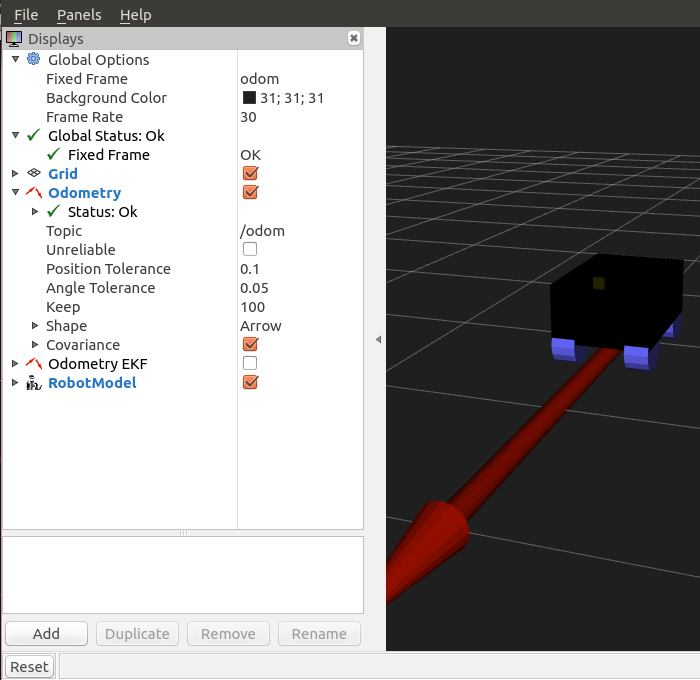 File Panels Help
Displays
Global Options
Fixed Frame odom
Background Color 31; 31; 31
Frame Rate 30
Global Status: Ok
Fixed Frame OK
Grid
Odometry
Status: Ok
Topic /odom
Unreliable
Position Tolerance 0.1
Angle Tolerance 0.05
Keep 100
Shape Arrow
Covariance
Odometry EKF
RobotModel
Add Duplicate Remove Rename
Reset